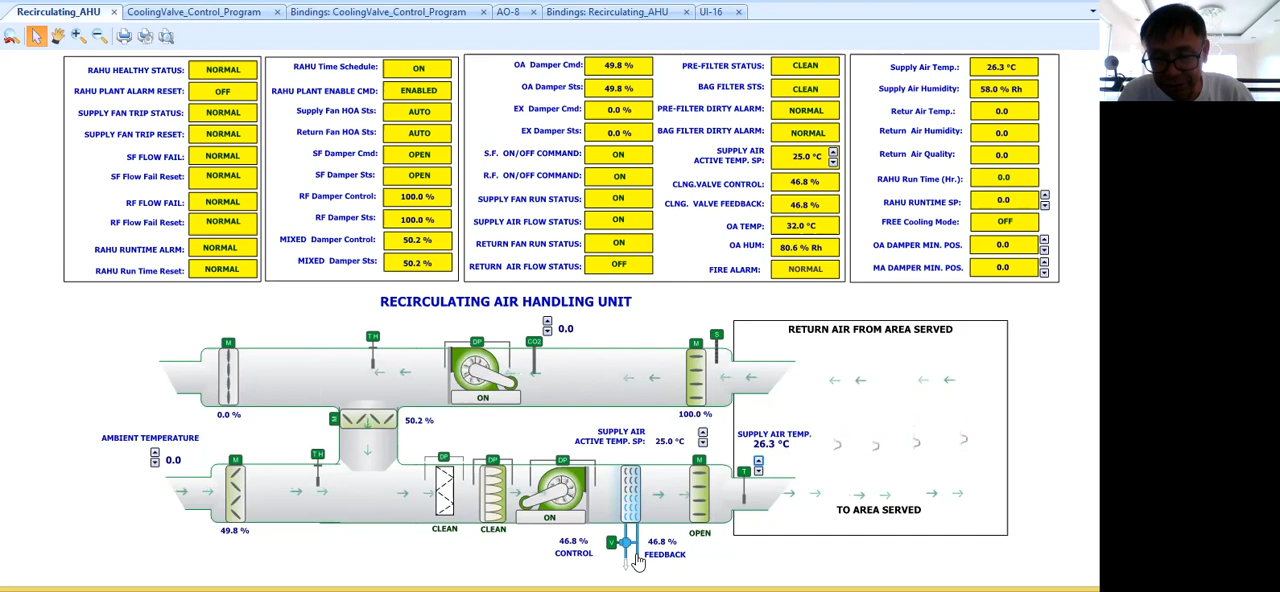 Recirculating_AHU × CoolingValve_Control_Program × Bindings: CoolingValve_Control_Program × AO-8 × Bindings: Recirculating_AHU × UI-16 ×
RAHU HEALTHY STATUS: NORMAL
RAHU PLANT ALARM RESET: OFF
SUPPLY FAN TRIP STATUS: NORMAL
SUPPLY FAN TRIP RESET: NORMAL
SF FLOW FAIL: NORMAL
SF Flow Fail Reset: NORMAL
RF FLOW FAIL: NORMAL
RF Flow Fail Reset: NORMAL
RAHU RUNTIME ALRM: NORMAL
RAHU Run Time Reset: NORMAL
RAHU Time Schedule: ON
RAHU PLANT ENABLE CMD: ENABLED
Supply Fan HOA Sts: AUTO
Return Fan HOA Sts: AUTO
SF Damper Cmd: OPEN
SF Damper Sts: OPEN
RF Damper Control: 100.0 %
RF Damper Sts: 100.0 %
MIXED Damper Control: 50.2 %
MIXED Damper Sts: 50.2 %
OA Damper Cmd: 49.8 %
OA Damper Sts: 49.8 %
EX Damper Cmd: 0.0 %
EX Damper Sts: 0.0 %
S.F. ON/OFF COMMAND: ON
R.F. ON/OFF COMMAND: ON
SUPPLY FAN RUN STATUS: ON
SUPPLY AIR FLOW STATUS: ON
RETURN FAN RUN STATUS: ON
RETURN AIR FLOW STATUS: OFF
PRE-FILTER STATUS: CLEAN
BAG FILTER STS: CLEAN
PRE-FILTER DIRTY ALARM: NORMAL
BAG FILTER DIRTY ALARM: NORMAL
SUPPLY AIR
ACTIVE TEMP. SP: 25.0 °C
CLNG.VALVE CONTROL: 46.8 %
CLNG. VALVE FEEDBACK: 46.8 %
OA TEMP: 32.0 °C
OA HUM: 80.6 % Rh
FIRE ALARM: NORMAL
Supply Air Temp.: 26.3 °C
Supply Air Humidity: 58.0 % Rh
Retur Air Temp.: 0.0
Return Air Humidity: 0.0
Return Air Quality: 0.0
RAHU Run Time (Hr.): 0.0
RAHU RUNTIME SP: 0.0
FREE Cooling Mode: OFF
OA DAMPER MIN. POS. 0.0
MA DAMPER MIN. POS. 0.0
RECIRCULATING AIR HANDLING UNIT
0.0
RETURN AIR FROM AREA SERVED
M T H DP CO2 M S
ON
0.0 % 100.0 %
M 50.2 %
AMBIENT TEMPERATURE
0.0
SUPPLY AIR
ACTIVE TEMP. SP: 25.0 °C
SUPPLY AIR TEMP.
26.3 °C
M T H DP DP DP M T
ON
TO AREA SERVED
49.8 % CLEAN CLEAN OPEN
46.8 % V 46.8 %
CONTROL FEEDBACK